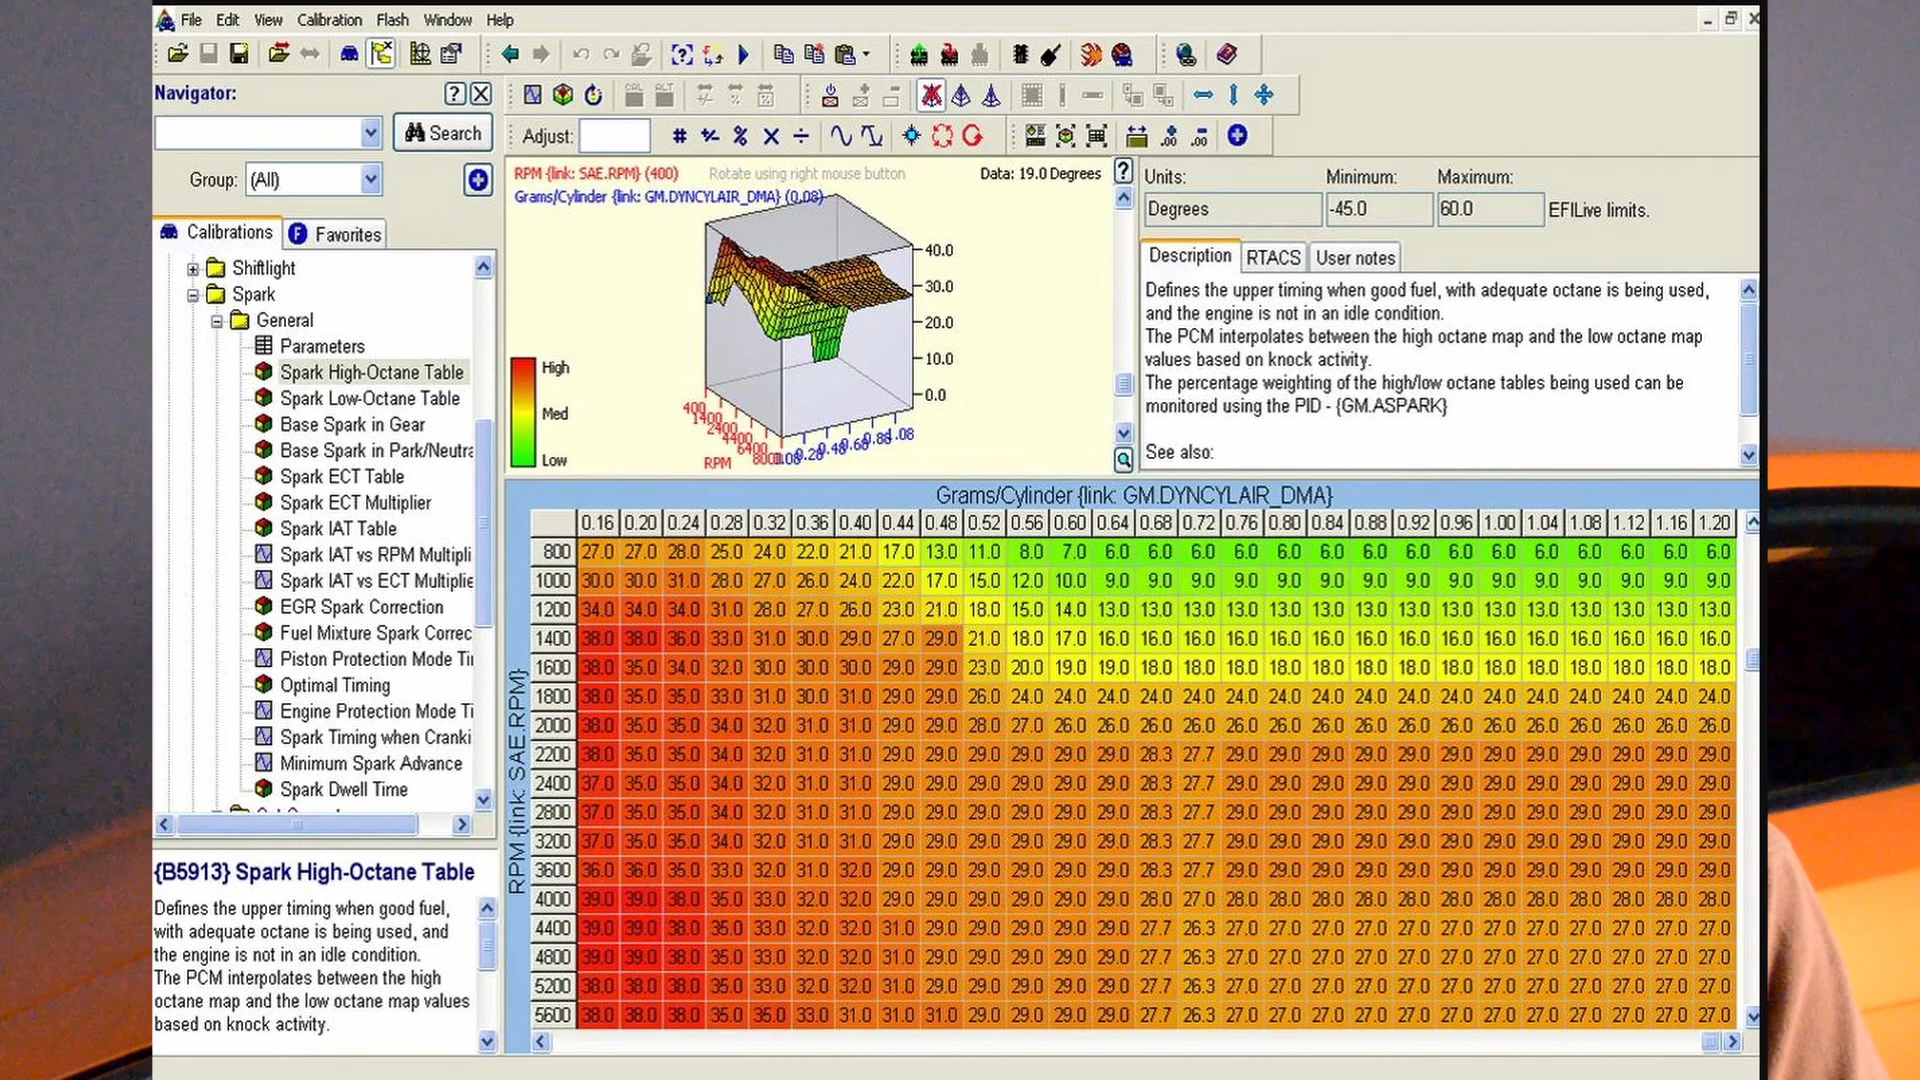 File Edit View Calibration Flash Window Help
Navigator:
Search
Group: (All)
Calibrations Favorites
Shiftlight
Spark
General
Parameters
Spark High-Octane Table
Spark Low-Octane Table
Base Spark in Gear
Base Spark in Park/Neutra
Spark ECT Table
Spark ECT Multiplier
Spark IAT Table
Spark IAT vs RPM Multipli
Spark IAT vs ECT Multiplie
EGR Spark Correction
Fuel Mixture Spark Correc
Piston Protection Mode Ti
Optimal Timing
Engine Protection Mode Ti
Spark Timing when Cranki
Minimum Spark Advance
Spark Dwell Time
{B5913} Spark High-Octane Table
Defines the upper timing when good fuel,
with adequate octane is being used, and
the engine is not in an idle condition.
The PCM interpolates between the high
octane map and the low octane map values
based on knock activity.
Adjust:
RPM {link: SAE.RPM} (400) Rotate using right mouse button Data: 19.0 Degrees
Grams/Cylinder {link: GM.DYNCYLAIR_DMA} (0.08)
High
Med
Low
40.0
30.0
20.0
10.0
0.0
400
1400
2400
4400
6400
8000
RPM
0.08 0.28 0.48 0.68 0.88 1.08
Units: Minimum: Maximum:
Degrees -45.0 60.0 EFILive limits.
Description RTACS User notes
Defines the upper timing when good fuel, with adequate octane is being used,
and the engine is not in an idle condition.
The PCM interpolates between the high octane map and the low octane map
values based on knock activity.
The percentage weighting of the high/low octane tables being used can be
monitored using the PID - {GM.ASPARK}
See also:
Grams/Cylinder {link: GM.DYNCYLAIR_DMA}
RPM {link: SAE.RPM}
0.16 0.20 0.24 0.28 0.32 0.36 0.40 0.44 0.48 0.52 0.56 0.60 0.64 0.68 0.72 0.76 0.80 0.84 0.88 0.92 0.96 1.00 1.04 1.08 1.12 1.16 1.20
800 27.0 27.0 28.0 25.0 24.0 22.0 21.0 17.0 13.0 11.0 8.0 7.0 6.0 6.0 6.0 6.0 6.0 6.0 6.0 6.0 6.0 6.0 6.0 6.0 6.0 6.0 6.0
1000 30.0 30.0 31.0 28.0 27.0 26.0 24.0 22.0 17.0 15.0 12.0 10.0 9.0 9.0 9.0 9.0 9.0 9.0 9.0 9.0 9.0 9.0 9.0 9.0 9.0 9.0 9.0
1200 34.0 34.0 34.0 31.0 28.0 27.0 26.0 23.0 21.0 18.0 15.0 14.0 13.0 13.0 13.0 13.0 13.0 13.0 13.0 13.0 13.0 13.0 13.0 13.0 13.0 13.0 13.0
1400 38.0 38.0 36.0 33.0 31.0 30.0 29.0 27.0 29.0 21.0 18.0 17.0 16.0 16.0 16.0 16.0 16.0 16.0 16.0 16.0 16.0 16.0 16.0 16.0 16.0 16.0 16.0
1600 38.0 35.0 34.0 32.0 30.0 30.0 30.0 29.0 29.0 23.0 20.0 19.0 19.0 18.0 18.0 18.0 18.0 18.0 18.0 18.0 18.0 18.0 18.0 18.0 18.0 18.0 18.0
1800 38.0 35.0 35.0 33.0 31.0 30.0 31.0 29.0 29.0 26.0 24.0 24.0 24.0 24.0 24.0 24.0 24.0 24.0 24.0 24.0 24.0 24.0 24.0 24.0 24.0 24.0 24.0
2000 38.0 35.0 35.0 34.0 32.0 31.0 31.0 29.0 29.0 28.0 27.0 26.0 26.0 26.0 26.0 26.0 26.0 26.0 26.0 26.0 26.0 26.0 26.0 26.0 26.0 26.0 26.0
2200 38.0 35.0 35.0 34.0 32.0 31.0 31.0 29.0 29.0 29.0 29.0 29.0 29.0 28.3 27.7 29.0 29.0 29.0 29.0 29.0 29.0 29.0 29.0 29.0 29.0 29.0 29.0
2400 37.0 35.0 35.0 34.0 32.0 31.0 31.0 29.0 29.0 29.0 29.0 29.0 29.0 28.3 27.7 29.0 29.0 29.0 29.0 29.0 29.0 29.0 29.0 29.0 29.0 29.0 29.0
2800 37.0 35.0 35.0 34.0 32.0 31.0 31.0 29.0 29.0 29.0 29.0 29.0 29.0 28.3 27.7 29.0 29.0 29.0 29.0 29.0 29.0 29.0 29.0 29.0 29.0 29.0 29.0
3200 37.0 35.0 35.0 34.0 32.0 31.0 31.0 29.0 29.0 29.0 29.0 29.0 29.0 28.3 27.7 29.0 29.0 29.0 29.0 29.0 29.0 29.0 29.0 29.0 29.0 29.0 29.0
3600 36.0 36.0 35.0 33.0 32.0 31.0 32.0 29.0 29.0 29.0 29.0 29.0 29.0 28.3 27.7 29.0 29.0 29.0 29.0 29.0 29.0 29.0 29.0 29.0 29.0 29.0 29.0
4000 39.0 39.0 38.0 35.0 33.0 32.0 32.0 29.0 29.0 29.0 29.0 29.0 29.0 28.0 27.0 28.0 28.0 28.0 28.0 28.0 28.0 28.0 28.0 28.0 28.0 28.0 28.0
4400 39.0 39.0 38.0 35.0 33.0 32.0 32.0 31.0 29.0 29.0 29.0 29.0 29.0 27.7 26.3 27.0 27.0 27.0 27.0 27.0 27.0 27.0 27.0 27.0 27.0 27.0 27.0
4800 39.0 39.0 38.0 35.0 33.0 32.0 32.0 31.0 29.0 29.0 29.0 29.0 29.0 27.7 26.3 27.0 27.0 27.0 27.0 27.0 27.0 27.0 27.0 27.0 27.0 27.0 27.0
5200 38.0 38.0 38.0 35.0 33.0 32.0 32.0 31.0 29.0 29.0 29.0 29.0 29.0 27.7 26.3 27.0 27.0 27.0 27.0 27.0 27.0 27.0 27.0 27.0 27.0 27.0 27.0
5600 38.0 38.0 38.0 35.0 35.0 33.0 31.0 31.0 31.0 29.0 29.0 29.0 29.0 27.7 26.3 27.0 27.0 27.0 27.0 27.0 27.0 27.0 27.0 27.0 27.0 27.0 27.0